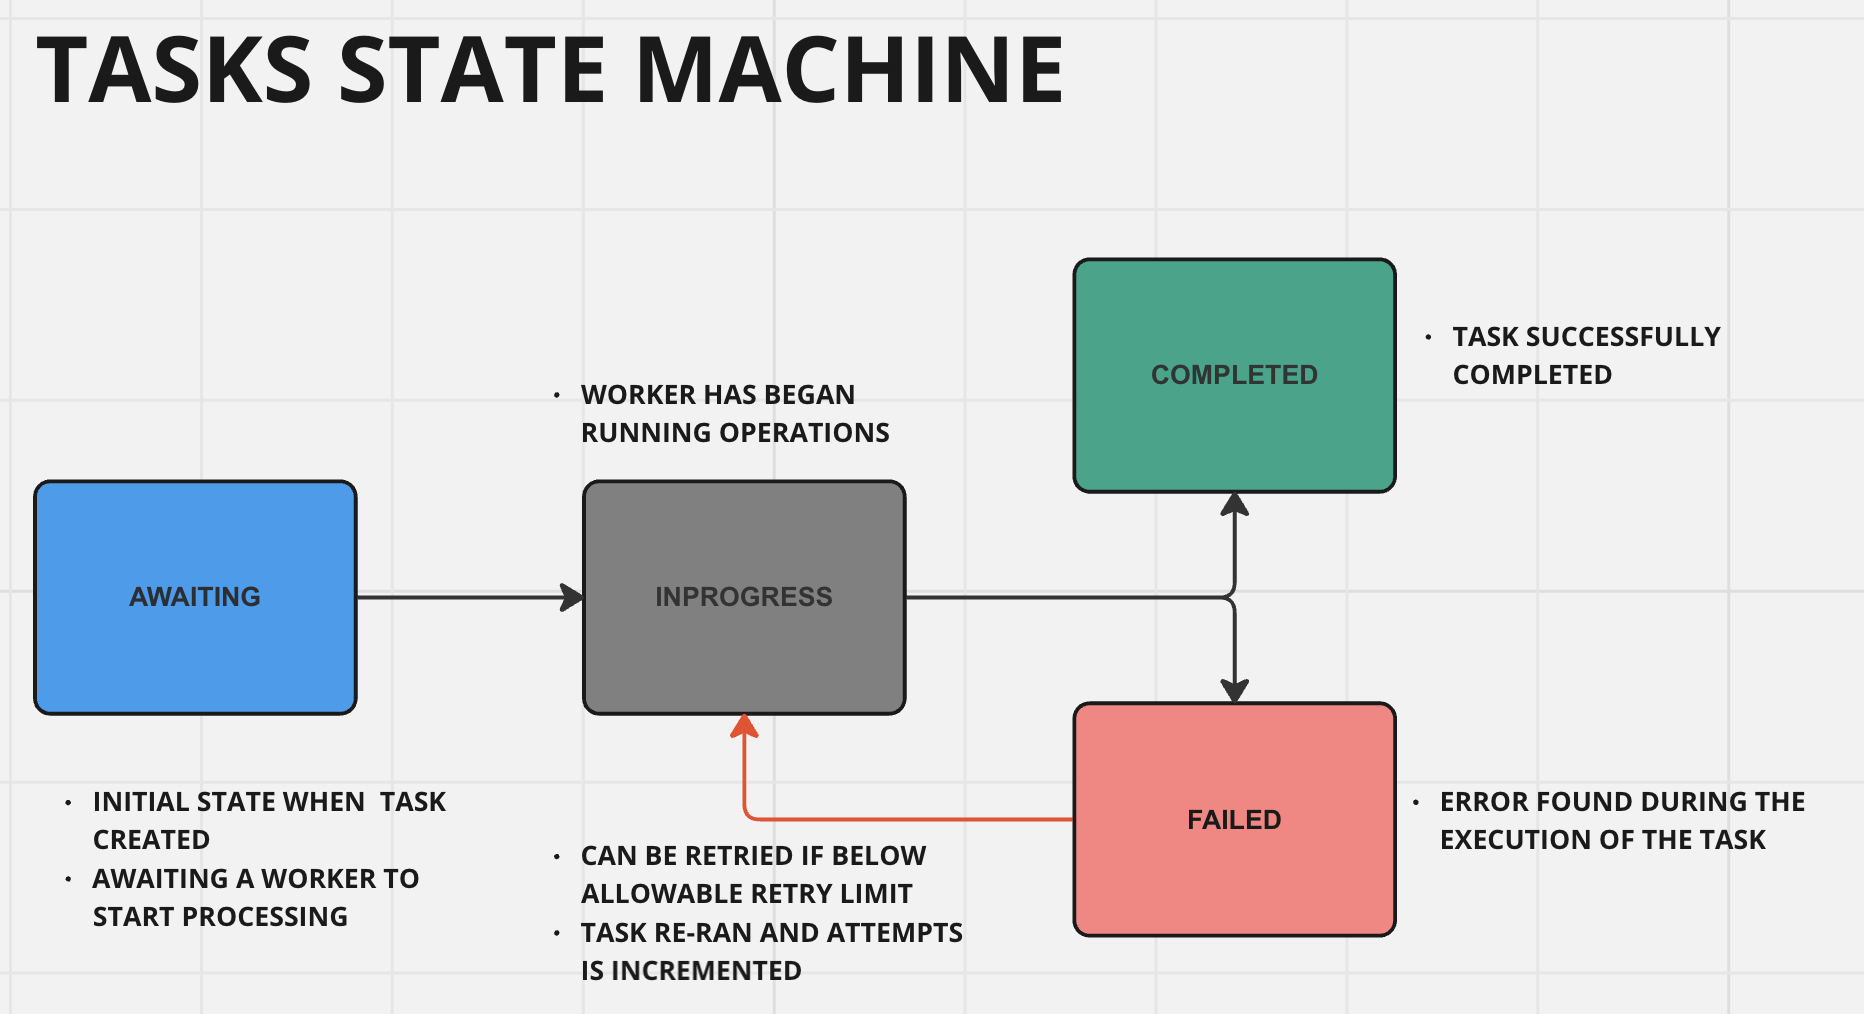 TASKS STATE MACHINE
COMPLETED
• TASK SUCCESSFULLY
COMPLETED
• WORKER HAS BEGAN
RUNNING OPERATIONS
AWAITING
INPROGRESS
• INITIAL STATE WHEN  TASK
CREATED
• AWAITING A WORKER TO
START PROCESSING
• CAN BE RETRIED IF BELOW
ALLOWABLE RETRY LIMIT
• TASK RE-RAN AND ATTEMPTS
IS INCREMENTED
FAILED
• ERROR FOUND DURING THE
EXECUTION OF THE TASK